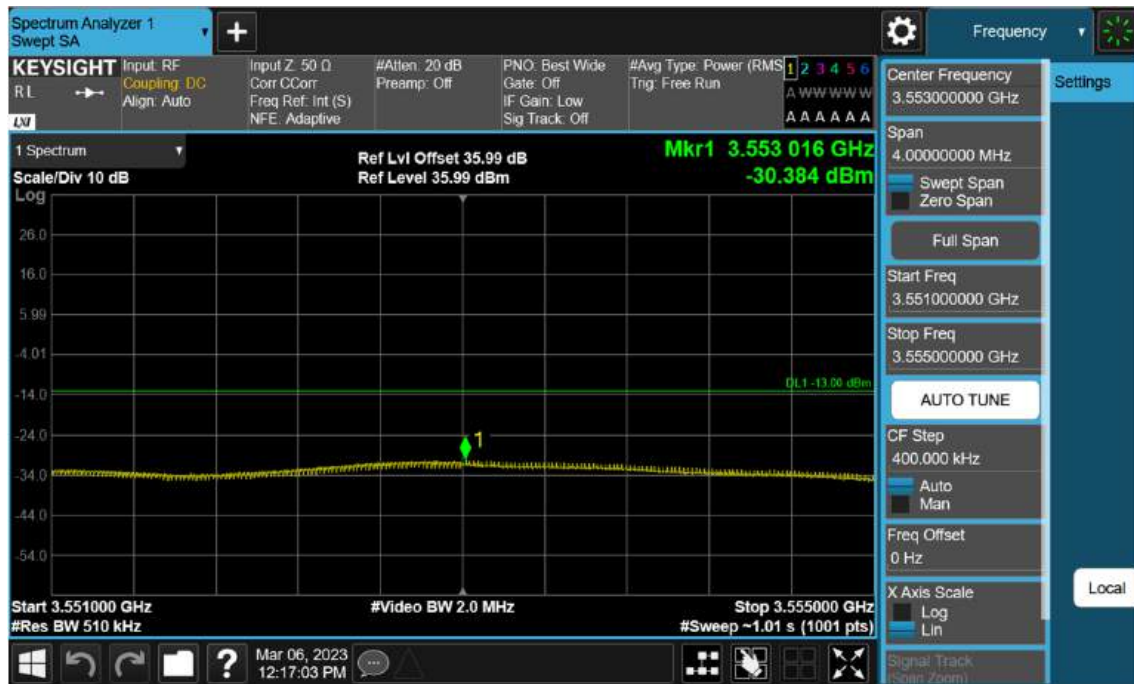 Spectrum Analyzer 1
Swept SA
+
Frequency
KEYSIGHT
RL
LXI
Input: RF
Coupling: DC
Align: Auto
Input Z: 50 Ω
Corr CCorr
Freq Ref: Int (S)
NFE: Adaptive
#Atten: 20 dB
Preamp: Off
PNO: Best Wide
Gate: Off
IF Gain: Low
Sig Track: Off
#Avg Type: Power (RMS
Trig: Free Run
1 2 3 4 5 6
A W W W W W
A A A A A A
1 Spectrum
Scale/Div 10 dB
Log
Ref Lvl Offset 35.99 dB
Ref Level 35.99 dBm
Mkr1 3.553 016 GHz
-30.384 dBm
26.0
16.0
5.99
-4.01
DL1 -13.00 dBm
-14.0
-24.0
1
-34.0
-44.0
-54.0
Start 3.551000 GHz
#Res BW 510 kHz
#Video BW 2.0 MHz
Stop 3.555000 GHz
#Sweep ~1.01 s (1001 pts)
Center Frequency
3.553000000 GHz
Settings
Span
4.00000000 MHz
Swept Span
Zero Span
Full Span
Start Freq
3.551000000 GHz
Stop Freq
3.555000000 GHz
AUTO TUNE
CF Step
400.000 kHz
Auto
Man
Freq Offset
0 Hz
X Axis Scale
Log
Lin
Local
Signal Track
(Span Zoom)
?
Mar 06, 2023
12:17:03 PM